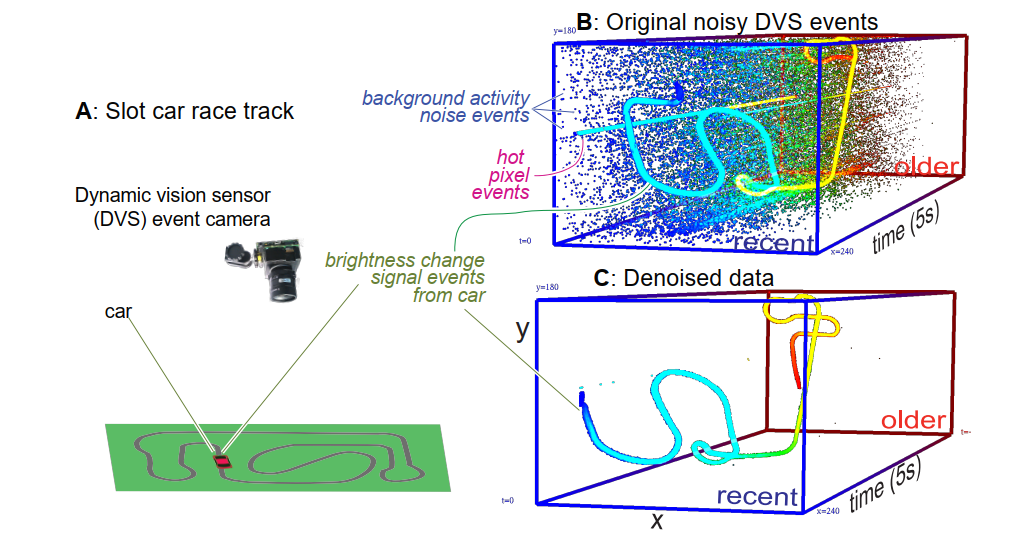 A: Slot car race track
Dynamic vision sensor
(DVS) event camera
car
background activity
noise events
hot
pixel
events
brightness change
signal events
from car
B: Original noisy DVS events
y=180
older
recent
time (5s)
t=0
x=240
C: Denoised data
y=180
y
older
t=-
recent
time (5s)
t=0
x
x=240